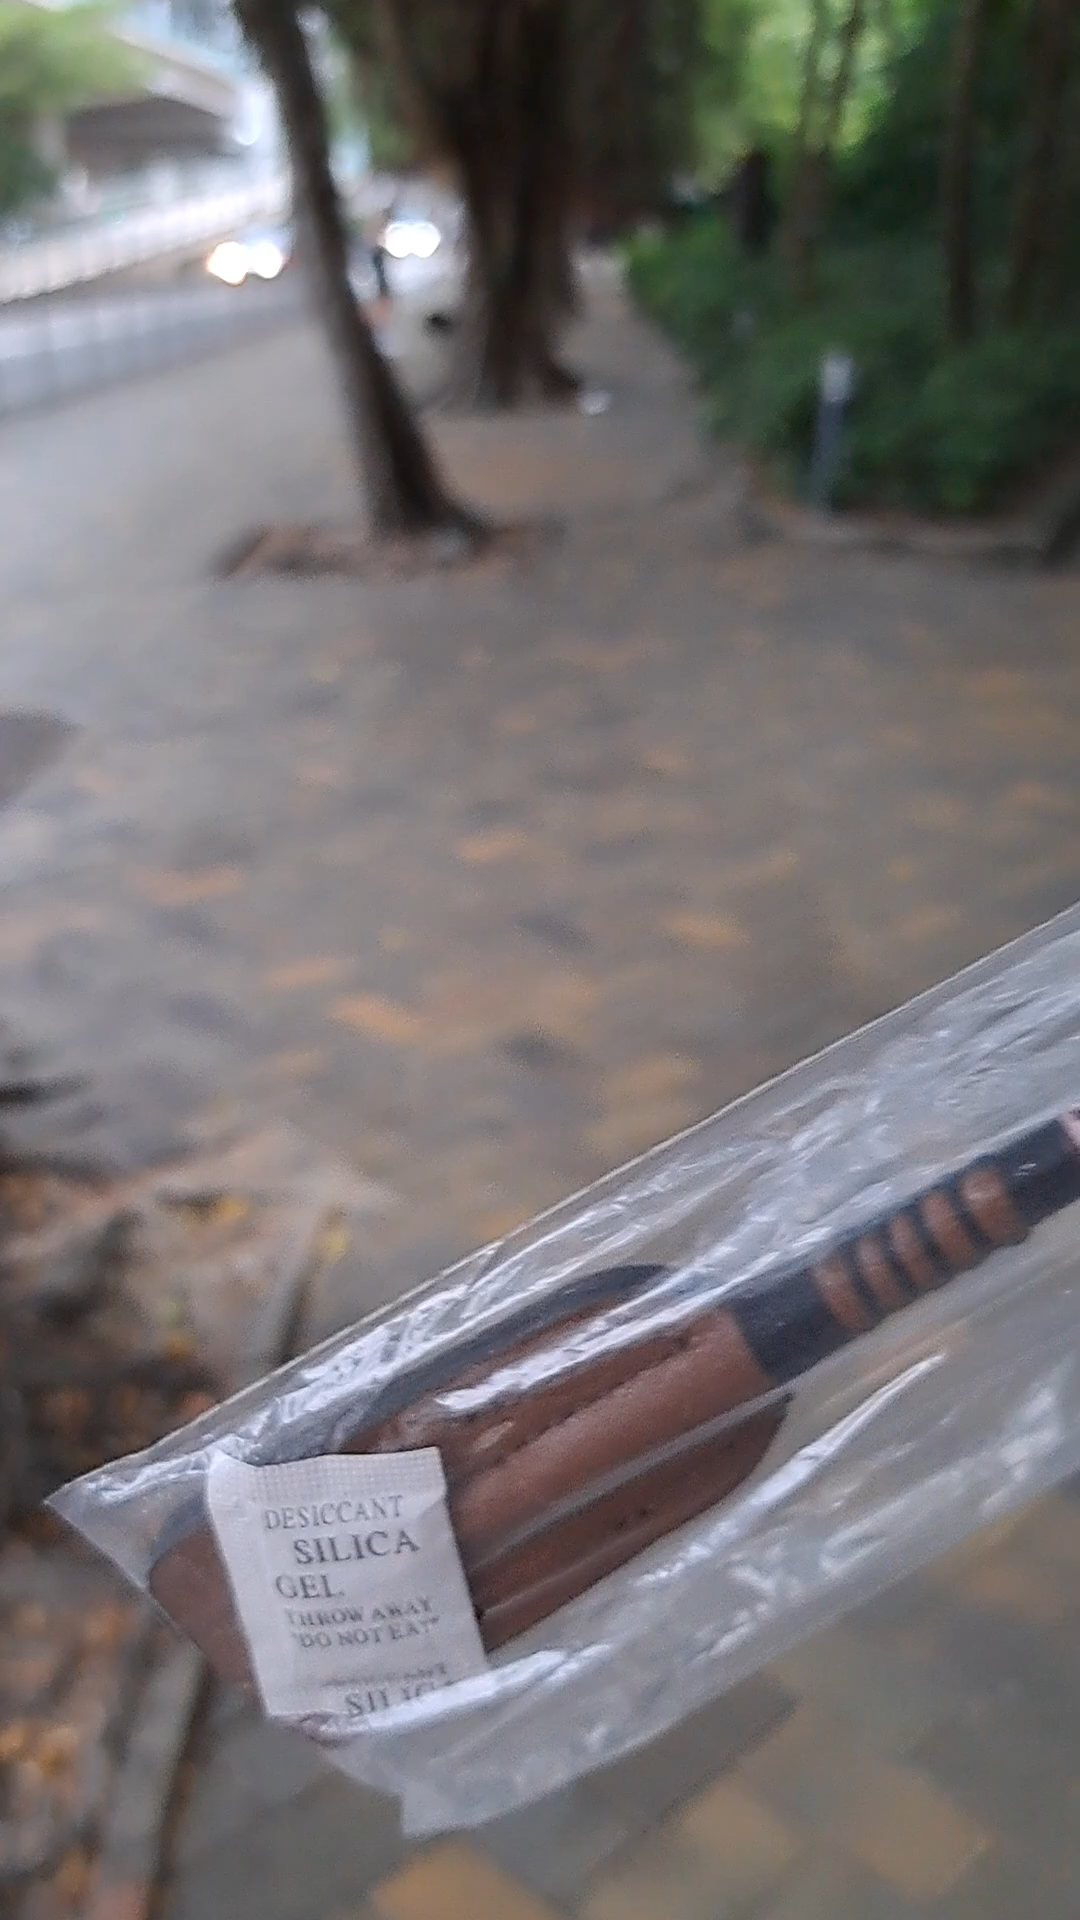 DESICCANT
SILICA
GEL
THROW AWAY
"DO NOT EAT"